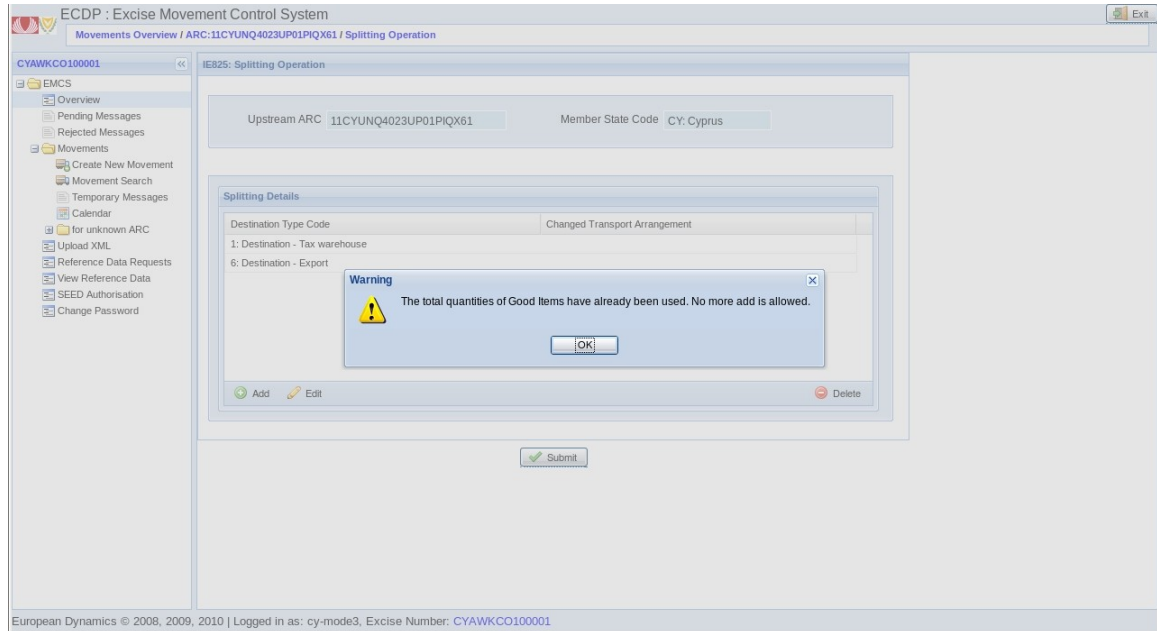 ECDP : Excise Movement Control System
Exit
Movements Overview / ARC:11CYUNQ4023UP01PIQX61 / Splitting Operation
CYAWKCO100001
EMCS
Overview
Pending Messages
Rejected Messages
Movements
Create New Movement
Movement Search
Temporary Messages
Calendar
for unknown ARC
Upload XML
Reference Data Requests
View Reference Data
SEED Authorisation
Change Password
IE825: Splitting Operation
Upstream ARC 11CYUNQ4023UP01PIQX61 Member State Code CY: Cyprus
Splitting Details
Destination Type Code Changed Transport Arrangement
1: Destination - Tax warehouse
6: Destination - Export
Warning
The total quantities of Good Items have already been used. No more add is allowed.
OK
Add Edit Delete
Submit
European Dynamics © 2008, 2009, 2010 | Logged in as: cy-mode3, Excise Number: CYAWKCO100001